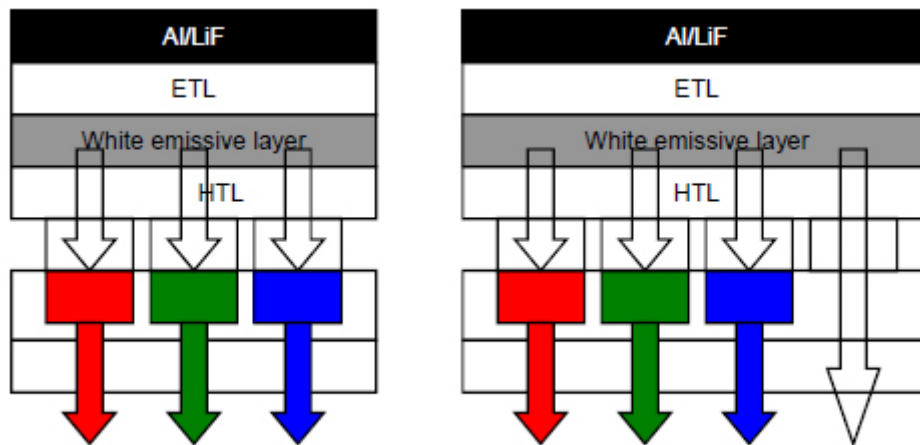 Al/LiF
ETL
White emissive layer
HTL
Al/LiF
ETL
White emissive layer
HTL